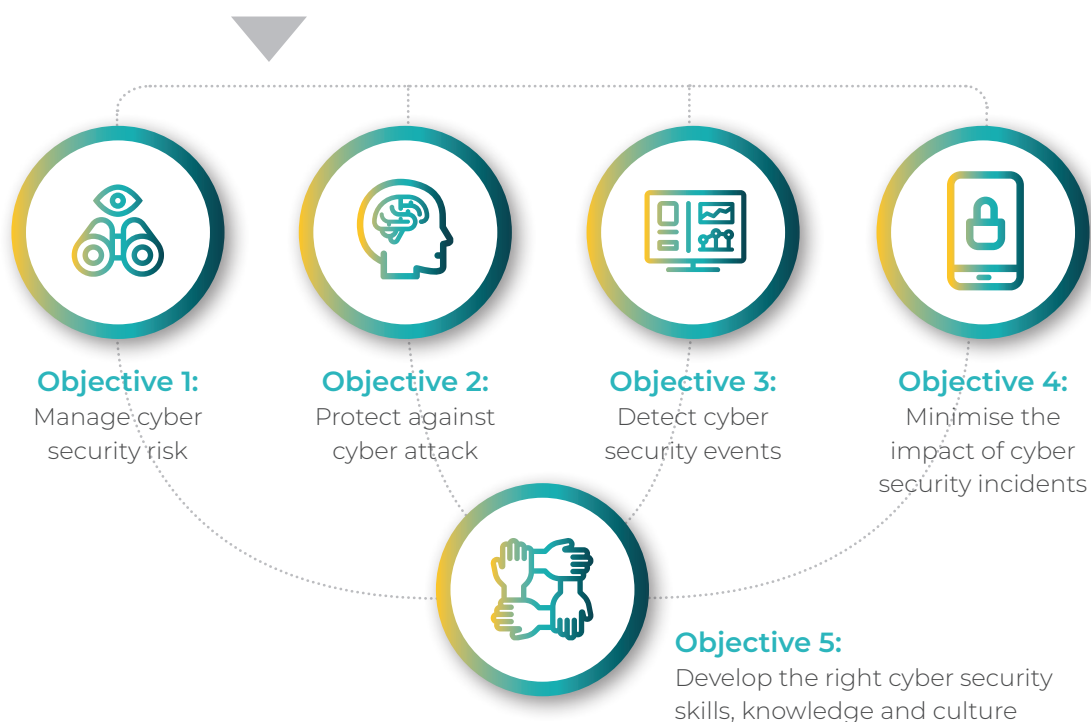 Objective 1:
Manage cyber
security risk
Objective 2:
Protect against
cyber attack
Objective 3:
Detect cyber
security events
Objective 4:
Minimise the
impact of cyber
security incidents
Objective 5:
Develop the right cyber security
skills, knowledge and culture